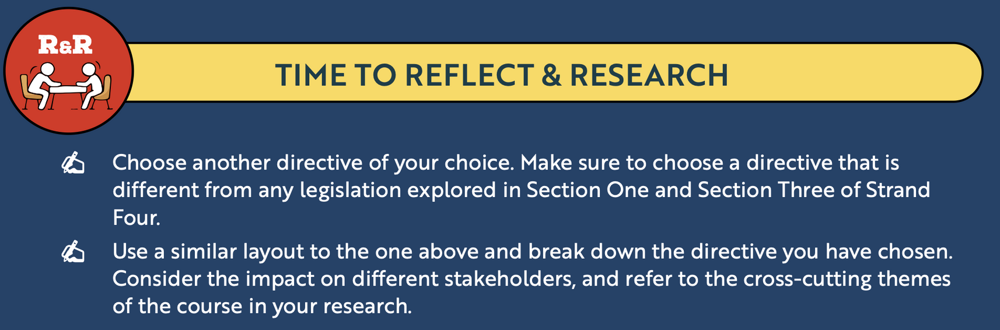 R&R
TIME TO REFLECT & RESEARCH
Choose another directive of your choice. Make sure to choose a directive that is
different from any legislation explored in Section One and Section Three of Strand
Four.
Use a similar layout to the one above and break down the directive you have chosen.
Consider the impact on different stakeholders, and refer to the cross-cutting themes
of the course in your research.